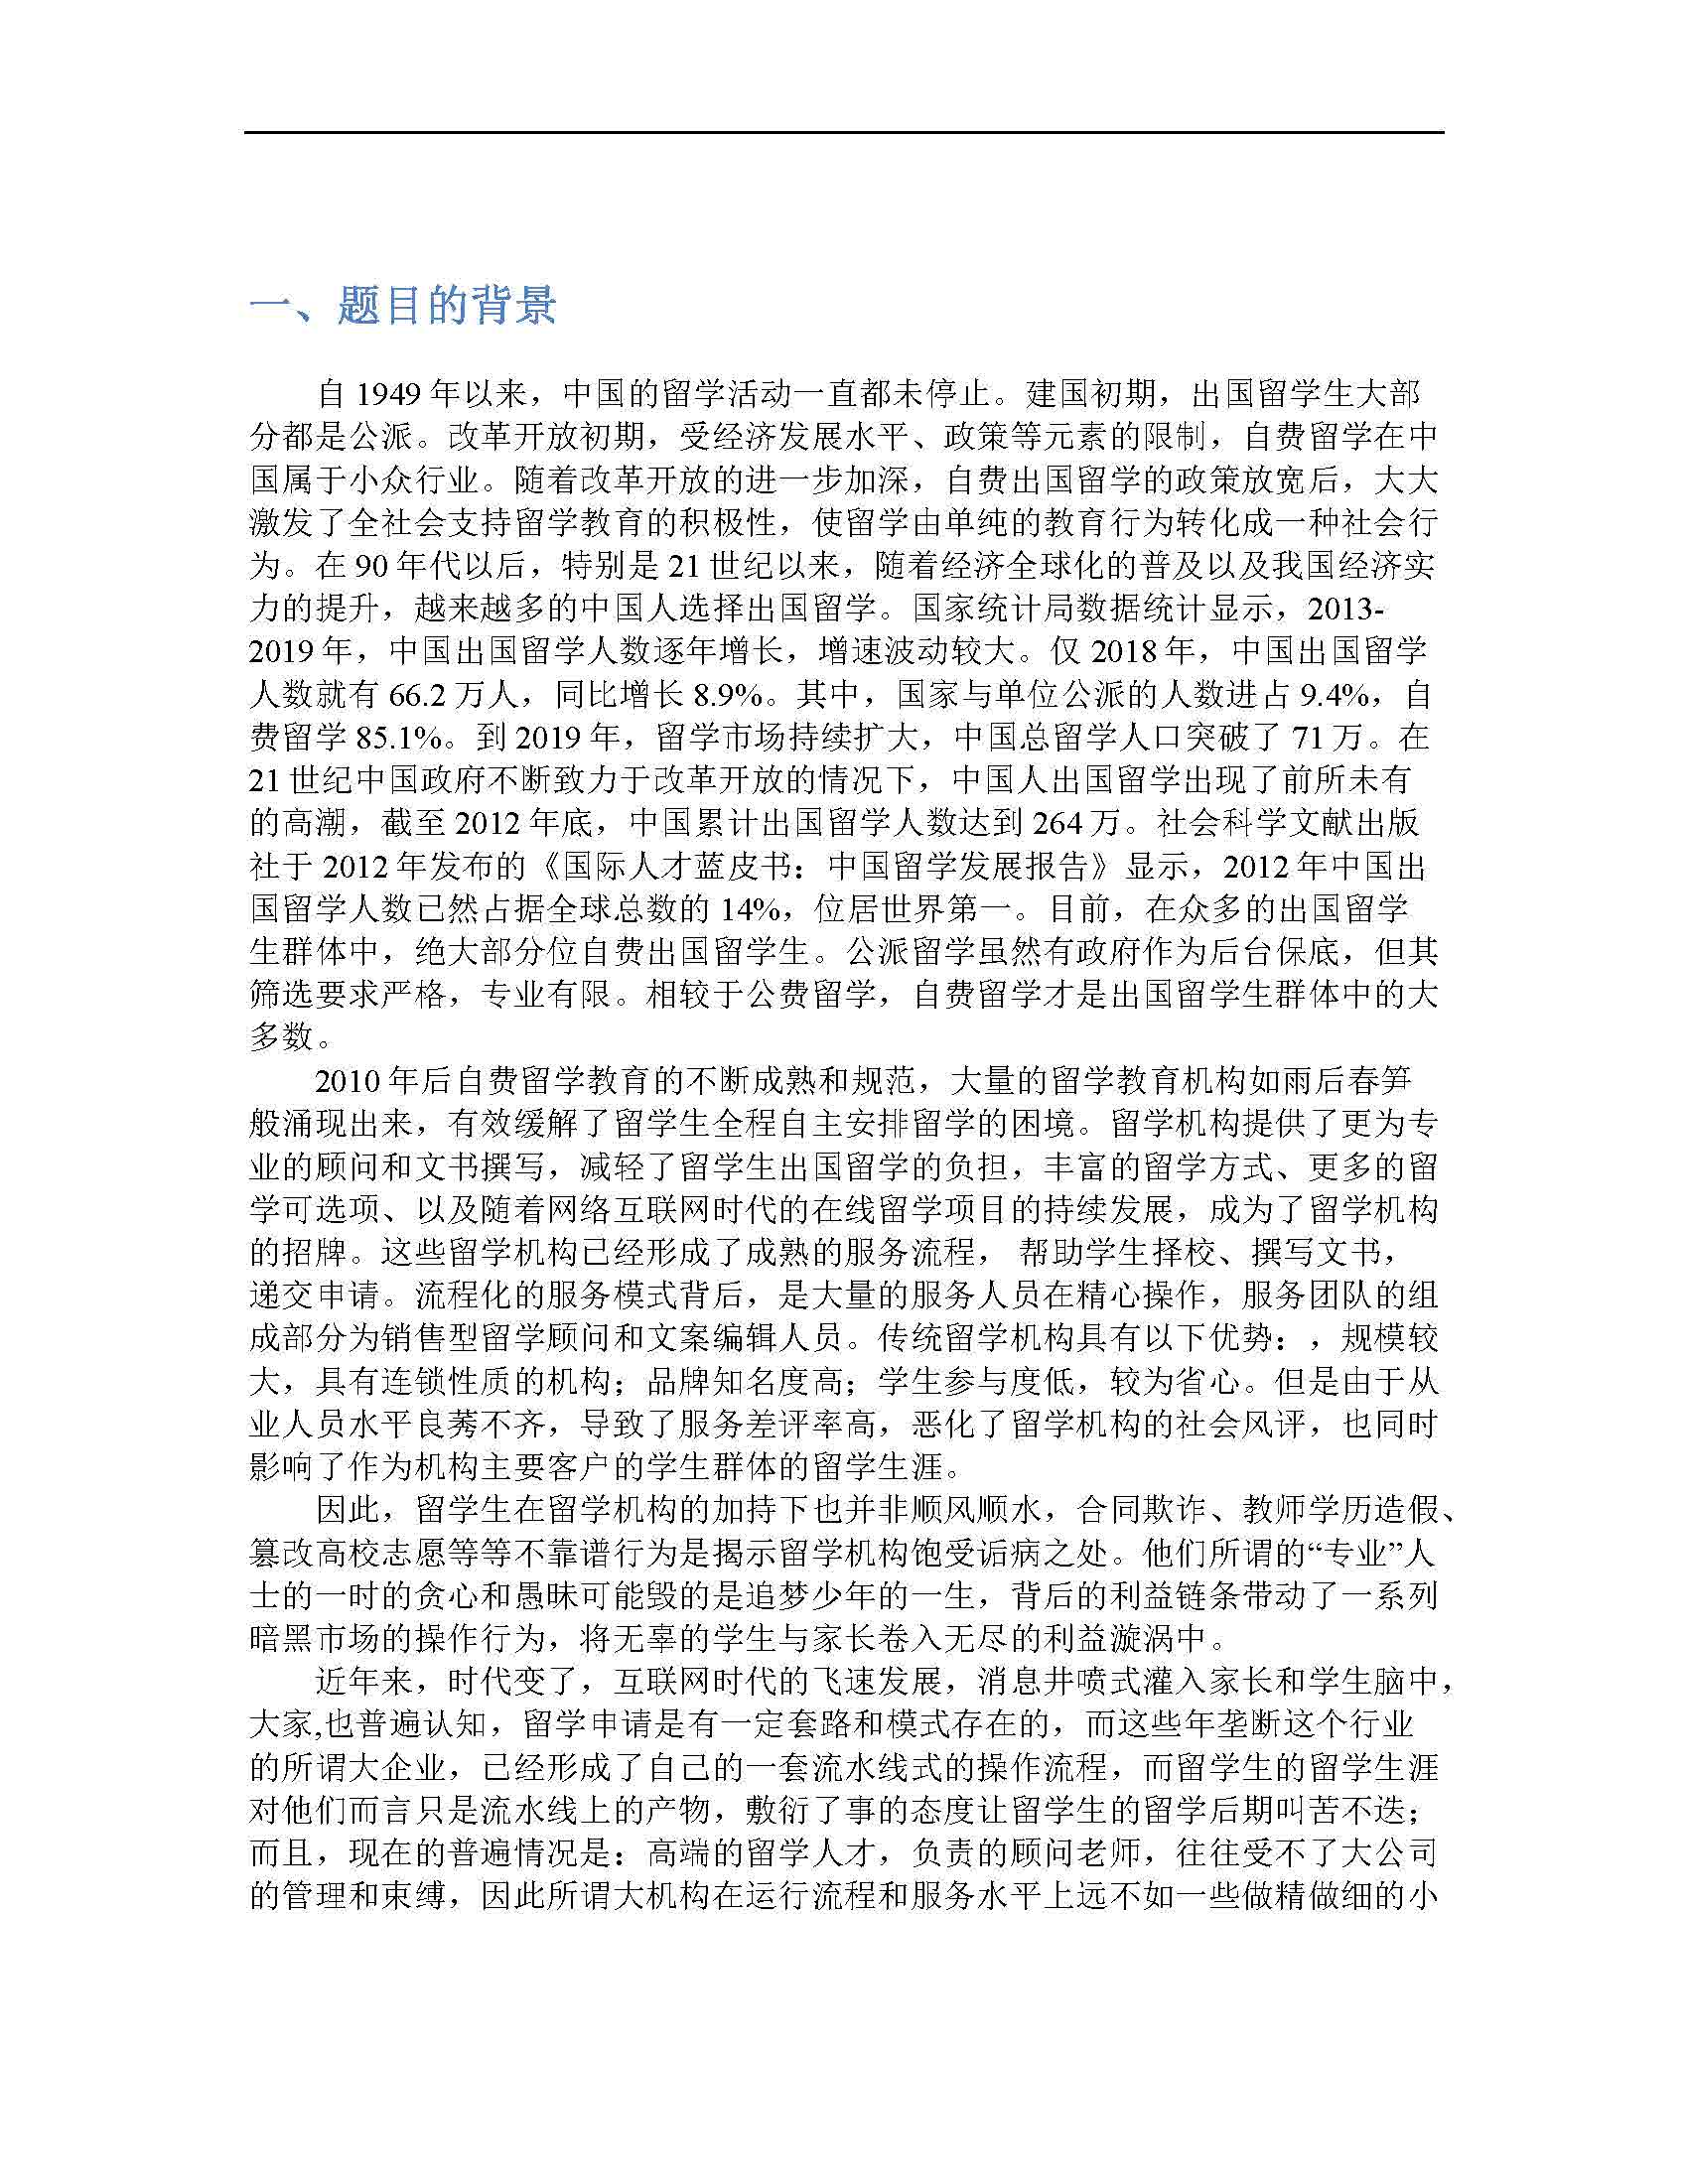 一、题目的背景
自 1949 年以来，中国的留学活动一直都未停止。建国初期，出国留学生大部
分都是公派。改革开放初期，受经济发展水平、政策等元素的限制，自费留学在中
国属于小众行业。随着改革开放的进一步加深，自费出国留学的政策放宽后，大大
激发了全社会支持留学教育的积极性，使留学由单纯的教育行为转化成一种社会行
为。在 90 年代以后，特别是 21 世纪以来，随着经济全球化的普及以及我国经济实
力的提升，越来越多的中国人选择出国留学。国家统计局数据统计显示，2013-
2019 年，中国出国留学人数逐年增长，增速波动较大。仅 2018 年，中国出国留学
人数就有 66.2 万人，同比增长 8.9%。其中，国家与单位公派的人数进占 9.4%，自
费留学 85.1%。到 2019 年，留学市场持续扩大，中国总留学人口突破了 71 万。在
21 世纪中国政府不断致力于改革开放的情况下，中国人出国留学出现了前所未有
的高潮，截至 2012 年底，中国累计出国留学人数达到 264 万。社会科学文献出版
社于 2012 年发布的《国际人才蓝皮书：中国留学发展报告》显示，2012 年中国出
国留学人数已然占据全球总数的 14%，位居世界第一。目前，在众多的出国留学
生群体中，绝大部分位自费出国留学生。公派留学虽然有政府作为后台保底，但其
筛选要求严格，专业有限。相较于公费留学，自费留学才是出国留学生群体中的大
多数。
2010 年后自费留学教育的不断成熟和规范，大量的留学教育机构如雨后春笋
般涌现出来，有效缓解了留学生全程自主安排留学的困境。留学机构提供了更为专
业的顾问和文书撰写，减轻了留学生出国留学的负担，丰富的留学方式、更多的留
学可选项、以及随着网络互联网时代的在线留学项目的持续发展，成为了留学机构
的招牌。这些留学机构已经形成了成熟的服务流程， 帮助学生择校、撰写文书，
递交申请。流程化的服务模式背后，是大量的服务人员在精心操作，服务团队的组
成部分为销售型留学顾问和文案编辑人员。传统留学机构具有以下优势：，规模较
大，具有连锁性质的机构；品牌知名度高；学生参与度低，较为省心。但是由于从
业人员水平良莠不齐，导致了服务差评率高，恶化了留学机构的社会风评，也同时
影响了作为机构主要客户的学生群体的留学生涯。
因此，留学生在留学机构的加持下也并非顺风顺水，合同欺诈、教师学历造假、
篡改高校志愿等等不靠谱行为是揭示留学机构饱受诟病之处。他们所谓的“专业”人
士的一时的贪心和愚昧可能毁的是追梦少年的一生，背后的利益链条带动了一系列
暗黑市场的操作行为，将无辜的学生与家长卷入无尽的利益漩涡中。
近年来，时代变了，互联网时代的飞速发展，消息井喷式灌入家长和学生脑中，
大家,也普遍认知，留学申请是有一定套路和模式存在的，而这些年垄断这个行业
的所谓大企业，已经形成了自己的一套流水线式的操作流程，而留学生的留学生涯
对他们而言只是流水线上的产物，敷衍了事的态度让留学生的留学后期叫苦不迭；
而且，现在的普遍情况是：高端的留学人才，负责的顾问老师，往往受不了大公司
的管理和束缚，因此所谓大机构在运行流程和服务水平上远不如一些做精做细的小